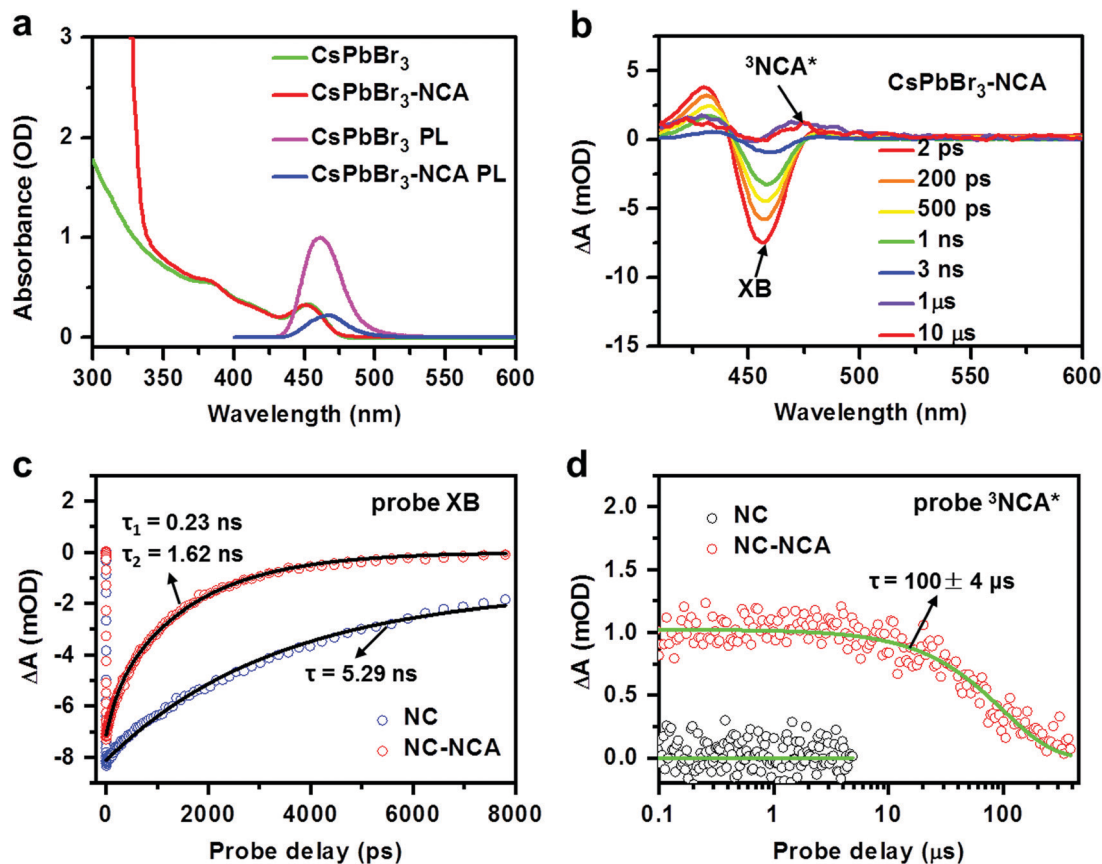 a
3
2
1
0
Absorbance (OD)
CsPbBr₃
CsPbBr₃-NCA
CsPbBr₃ PL
CsPbBr₃-NCA PL
300 350 400 450 500 550 600
Wavelength (nm)
b
5
0
-5
-10
-15
ΔA (mOD)
³NCA*
CsPbBr₃-NCA
2 ps
200 ps
500 ps
1 ns
3 ns
1μs
10 μs
XB
450 500 550 600
Wavelength (nm)
c
2
0
-2
-4
-6
-8
ΔA (mOD)
probe XB
τ₁ = 0.23 ns
τ₂ = 1.62 ns
τ = 5.29 ns
NC
NC-NCA
0 2000 4000 6000 8000
Probe delay (ps)
d
2.0
1.5
1.0
0.5
0.0
ΔA (mOD)
probe ³NCA*
NC
NC-NCA
τ = 100 ± 4 μs
0.1 1 10 100
Probe delay (μs)